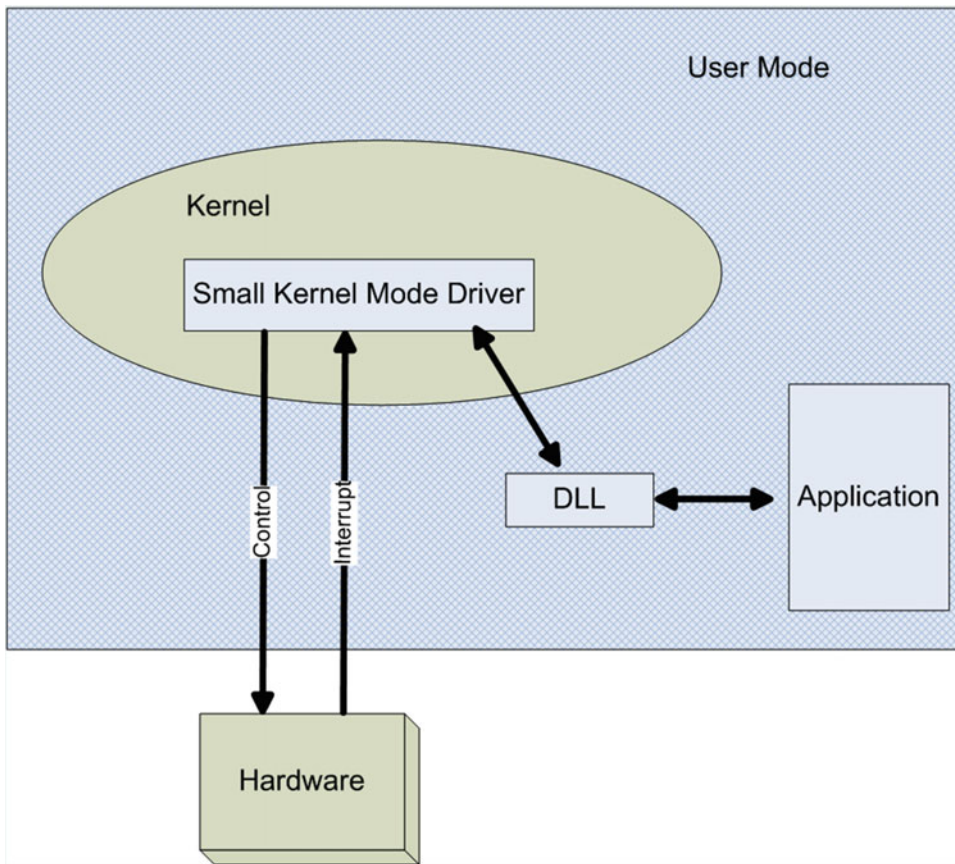 User Mode
Kernel
Small Kernel Mode Driver
Control
Interrupt
DLL
Application
Hardware